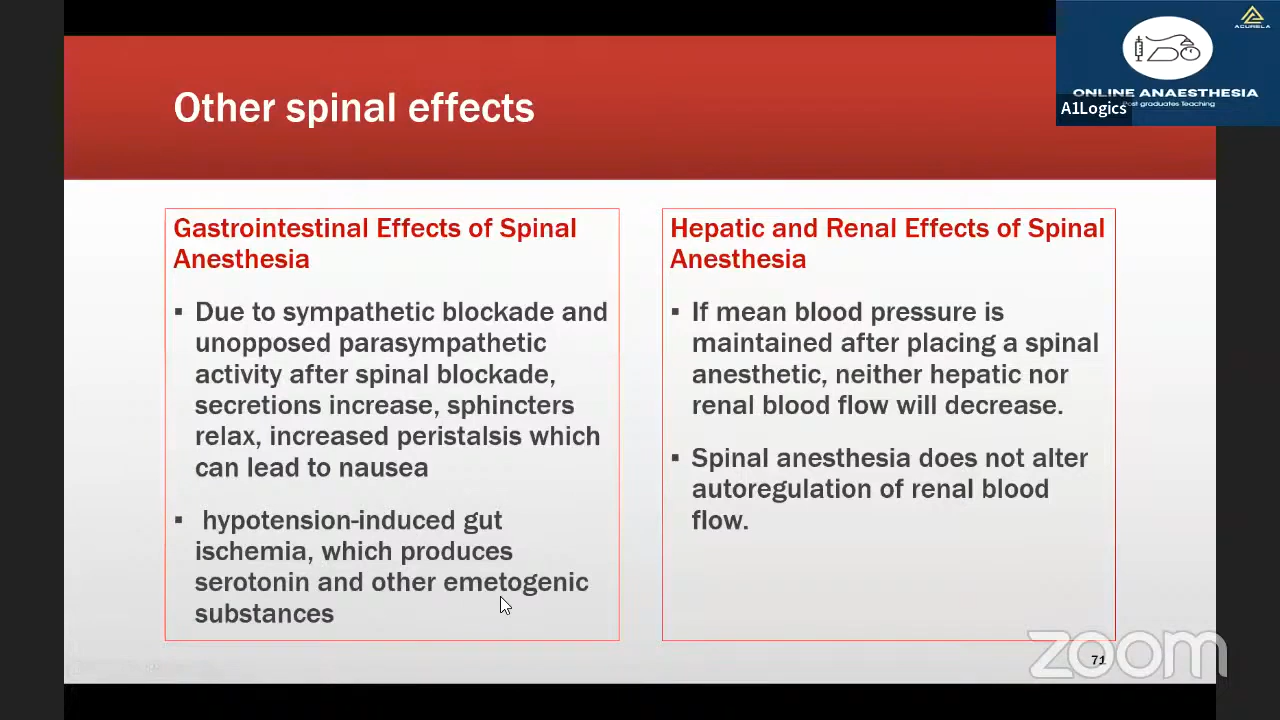 Other spinal effects
ACURELA
ONLINE ANAESTHESIA
Post graduates Teaching
A1Logics
Gastrointestinal Effects of Spinal
Anesthesia
▪ Due to sympathetic blockade and
unopposed parasympathetic
activity after spinal blockade,
secretions increase, sphincters
relax, increased peristalsis which
can lead to nausea
▪ hypotension-induced gut
ischemia, which produces
serotonin and other emetogenic
substances
Hepatic and Renal Effects of Spinal
Anesthesia
▪ If mean blood pressure is
maintained after placing a spinal
anesthetic, neither hepatic nor
renal blood flow will decrease.
▪ Spinal anesthesia does not alter
autoregulation of renal blood
flow.
71
zoom